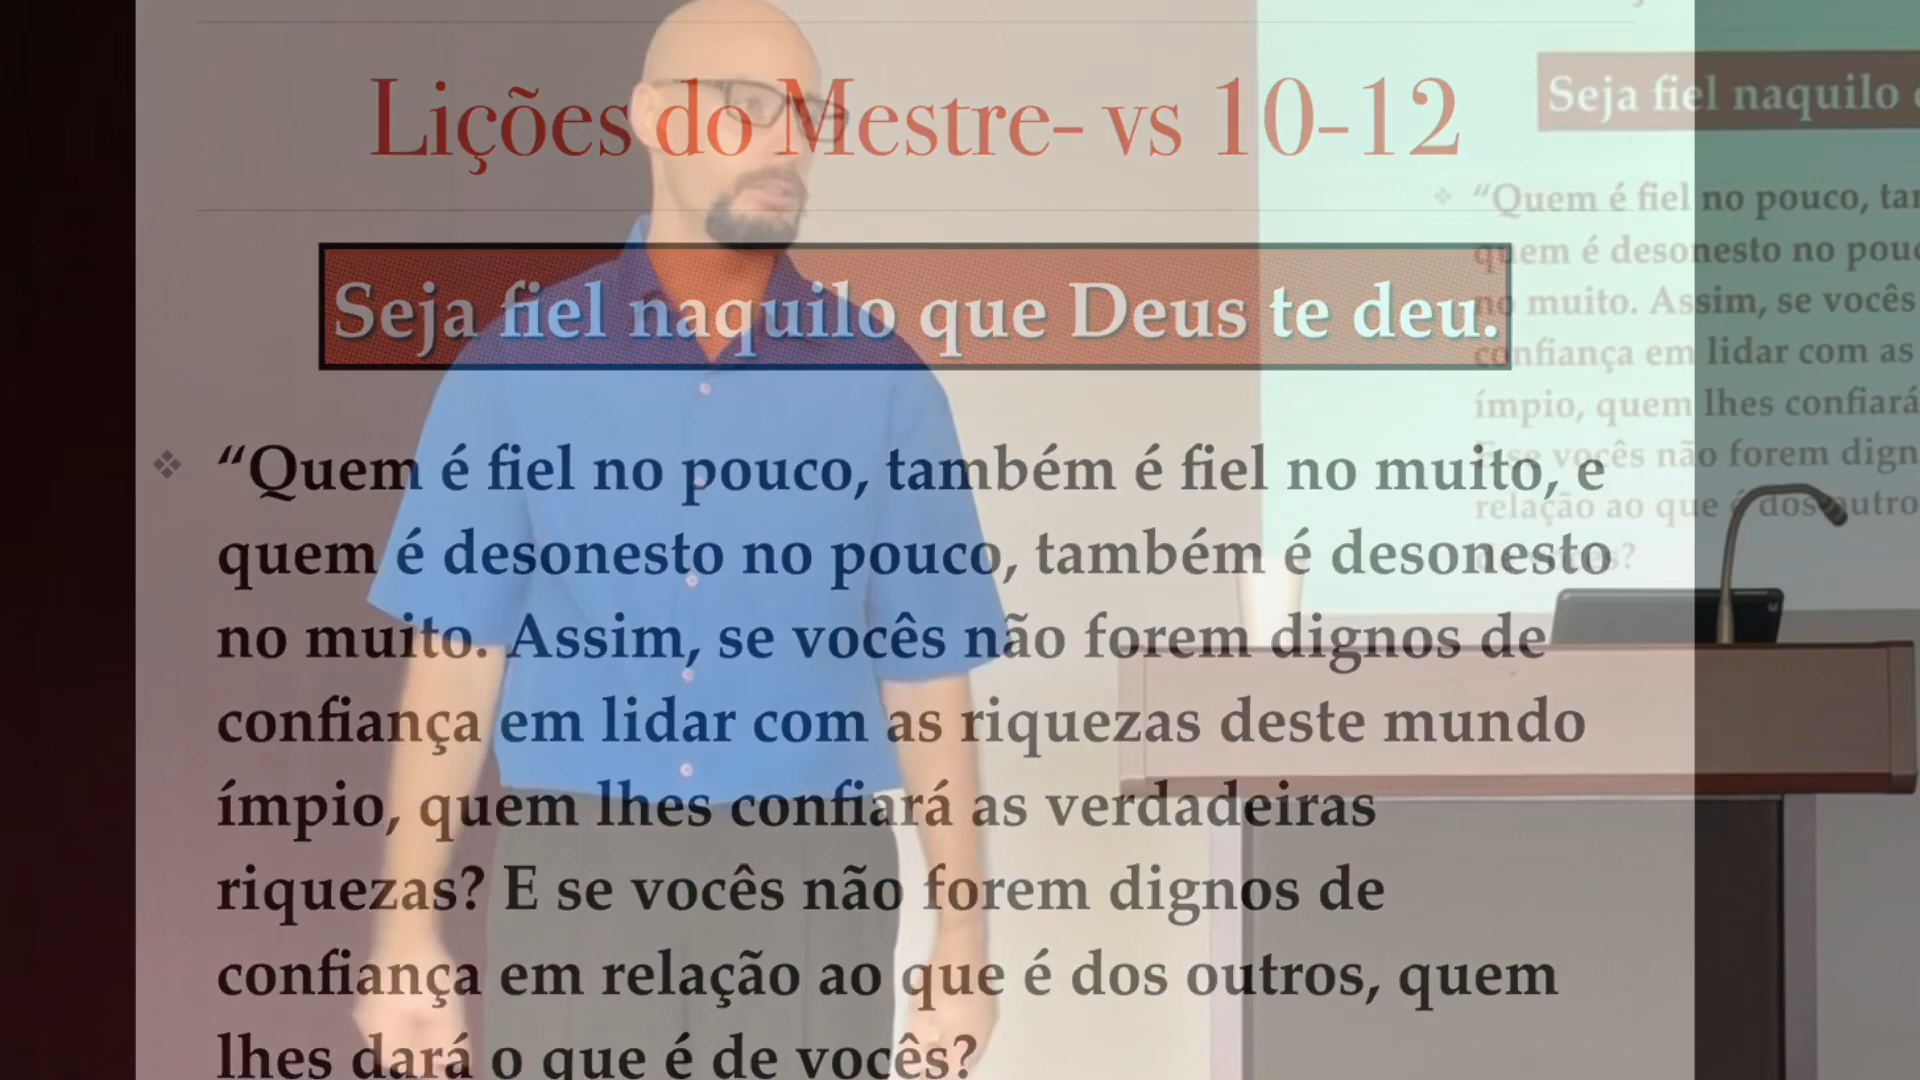 Lições do Mestre- vs 10-12
Seja fiel naquilo que Deus te deu.
“Quem é fiel no pouco, também é fiel no muito, e
quem é desonesto no pouco, também é desonesto
no muito. Assim, se vocês não forem dignos de
confiança em lidar com as riquezas deste mundo
ímpio, quem lhes confiará as verdadeiras
riquezas? E se vocês não forem dignos de
confiança em relação ao que é dos outros, quem
lhes dará o que é de vocês?
Seja fiel naquilo
“Quem é fiel no pouco,
quem é desonesto no
no muito. Assim, se vocês
confiança em lidar com as
ímpio, quem lhes confiará
E se vocês não forem
relação ao que é dos